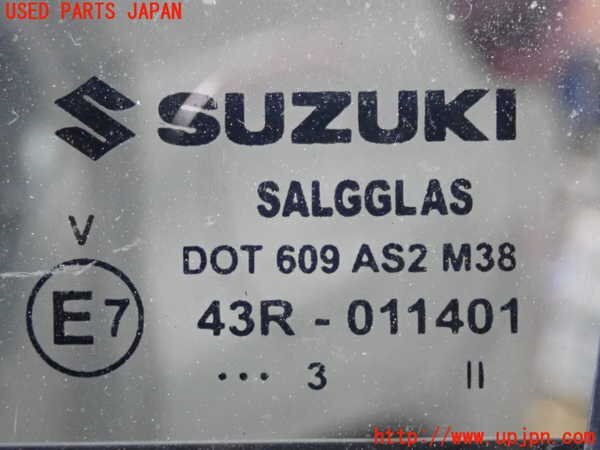 USED PARTS JAPAN
SUZUKI
SALGGLAS
V
DOT 609 AS2 M38
E7
43R - 011401
... 3 II
http://www.upjpn.com